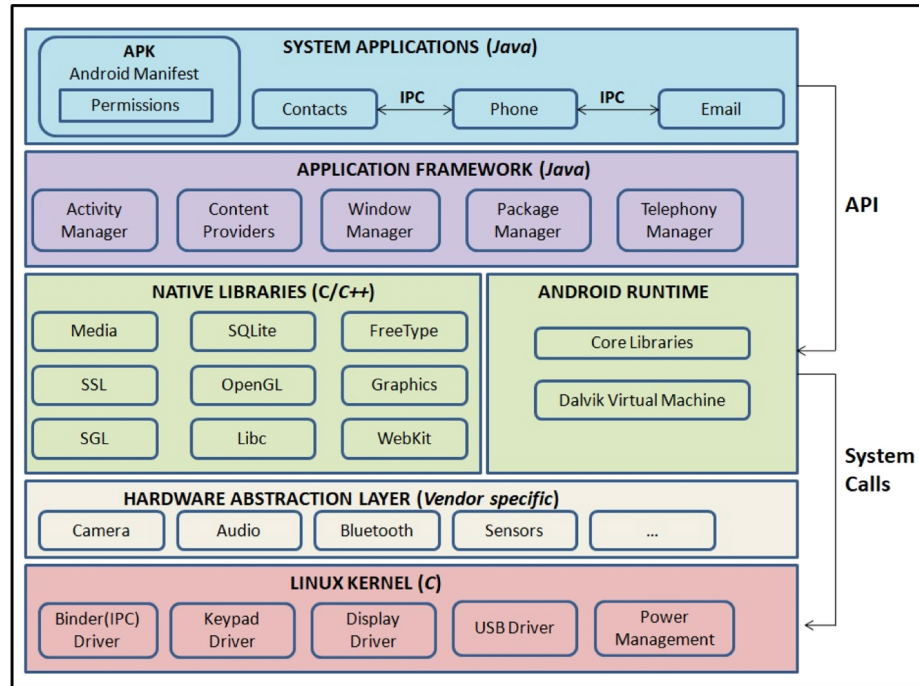 APK
Android Manifest
Permissions
SYSTEM APPLICATIONS (Java)
Contacts
IPC
Phone
IPC
Email
APPLICATION FRAMEWORK (Java)
Activity
Manager
Content
Providers
Window
Manager
Package
Manager
Telephony
Manager
API
NATIVE LIBRARIES (C/C++)
Media
SQLite
FreeType
SSL
OpenGL
Graphics
SGL
Libc
WebKit
ANDROID RUNTIME
Core Libraries
Dalvik Virtual Machine
System
Calls
HARDWARE ABSTRACTION LAYER (Vendor specific)
Camera
Audio
Bluetooth
Sensors
...
LINUX KERNEL (C)
Binder(IPC)
Driver
Keypad
Driver
Display
Driver
USB Driver
Power
Management